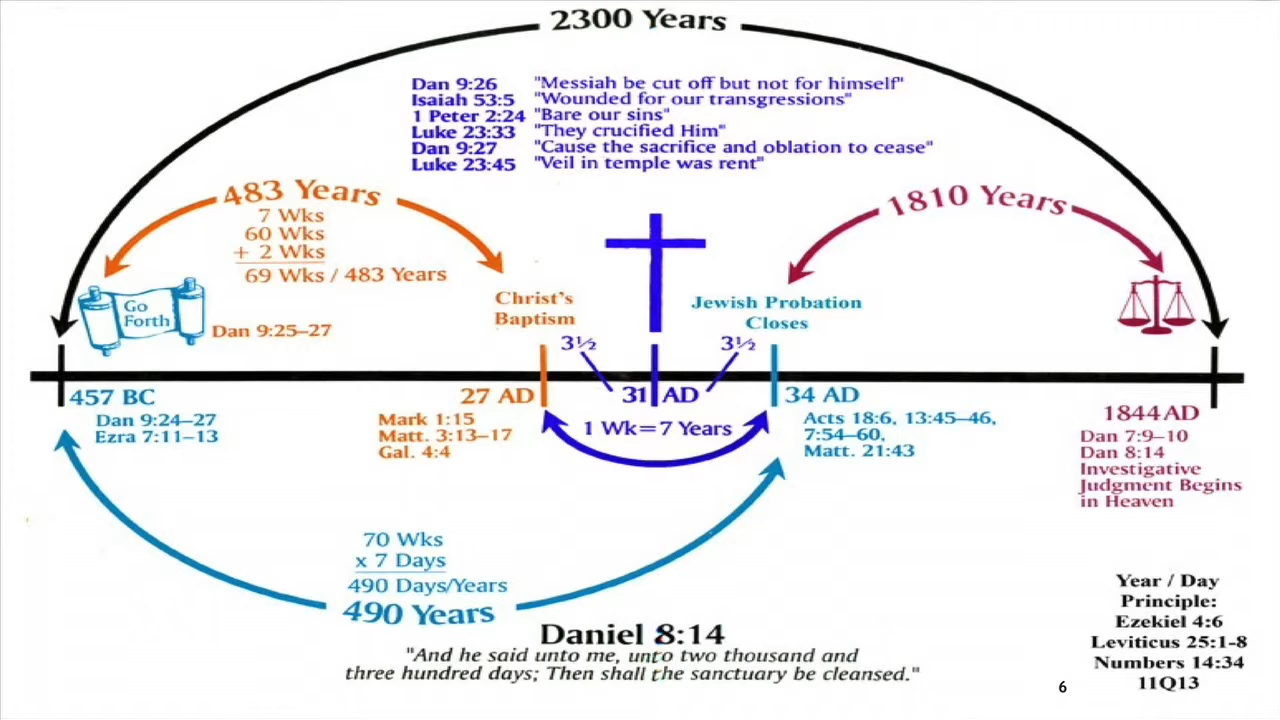 2300 Years
Dan 9:26 "Messiah be cut off but not for himself"
Isaiah 53:5 "Wounded for our transgressions"
1 Peter 2:24 "Bare our sins"
Luke 23:33 "They crucified Him"
Dan 9:27 "Cause the sacrifice and oblation to cease"
Luke 23:45 "Veil in temple was rent"
483 Years
7 Wks
60 Wks
+ 2 Wks
69 Wks / 483 Years
1810 Years
Go
Forth
Dan 9:25–27
Christ's
Baptism
Jewish Probation
Closes
3½
3½
457 BC
Dan 9:24–27
Ezra 7:11–13
27 AD
Mark 1:15
Matt. 3:13–17
Gal. 4:4
31 AD
1 Wk=7 Years
34 AD
Acts 18:6, 13:45–46,
7:54–60,
Matt. 21:43
1844 AD
Dan 7:9–10
Dan 8:14
Investigative
Judgment Begins
in Heaven
70 Wks
x 7 Days
490 Days/Years
490 Years
Daniel 8:14
"And he said unto me, unto two thousand and
three hundred days; Then shall the sanctuary be cleansed."
Year / Day
Principle:
Ezekiel 4:6
Leviticus 25:1-8
Numbers 14:34
11Q13
6